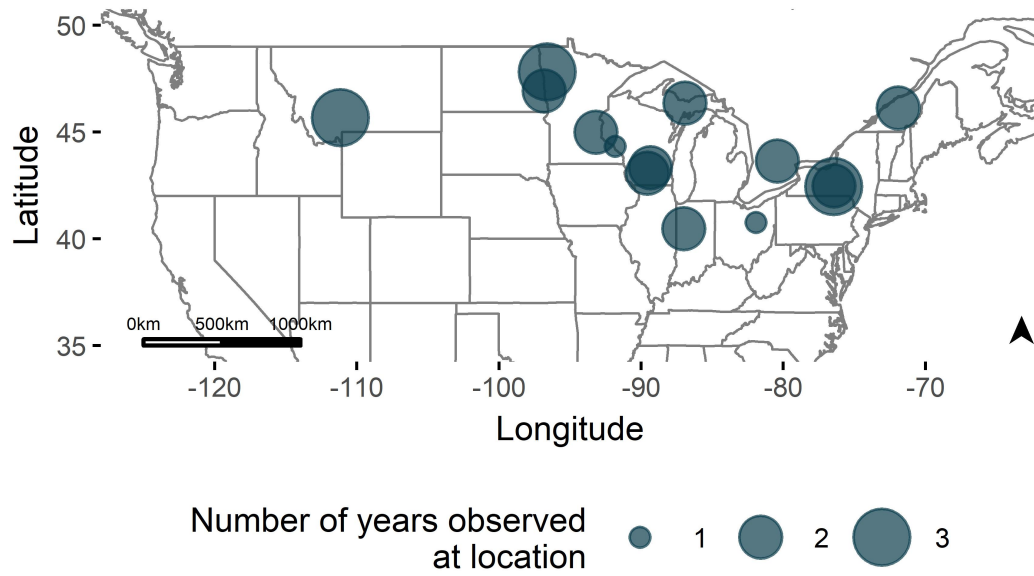 50
45
40
35
Latitude
0km 500km 1000km
-120 -110 -100 -90 -80 -70
Longitude
Number of years observed
at location
1 2 3